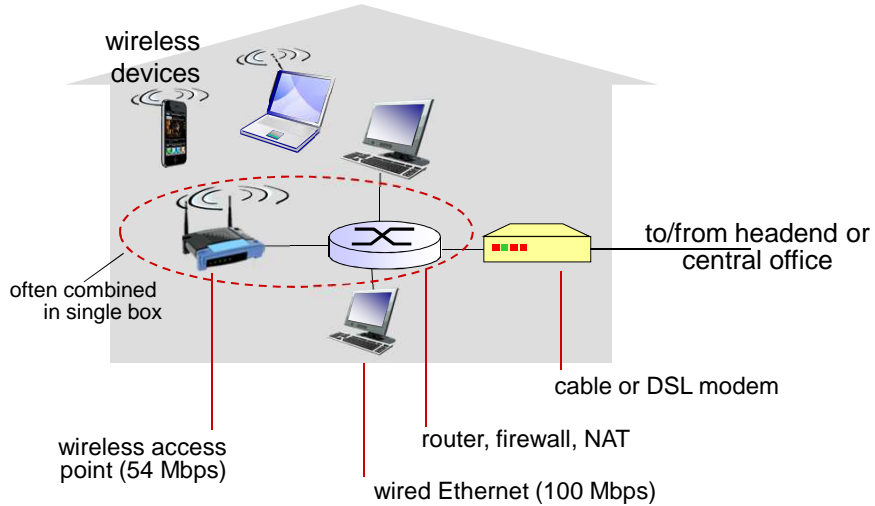 wireless
devices
to/from headend or
central office
often combined
in single box
cable or DSL modem
router, firewall, NAT
wireless access
point (54 Mbps)
wired Ethernet (100 Mbps)